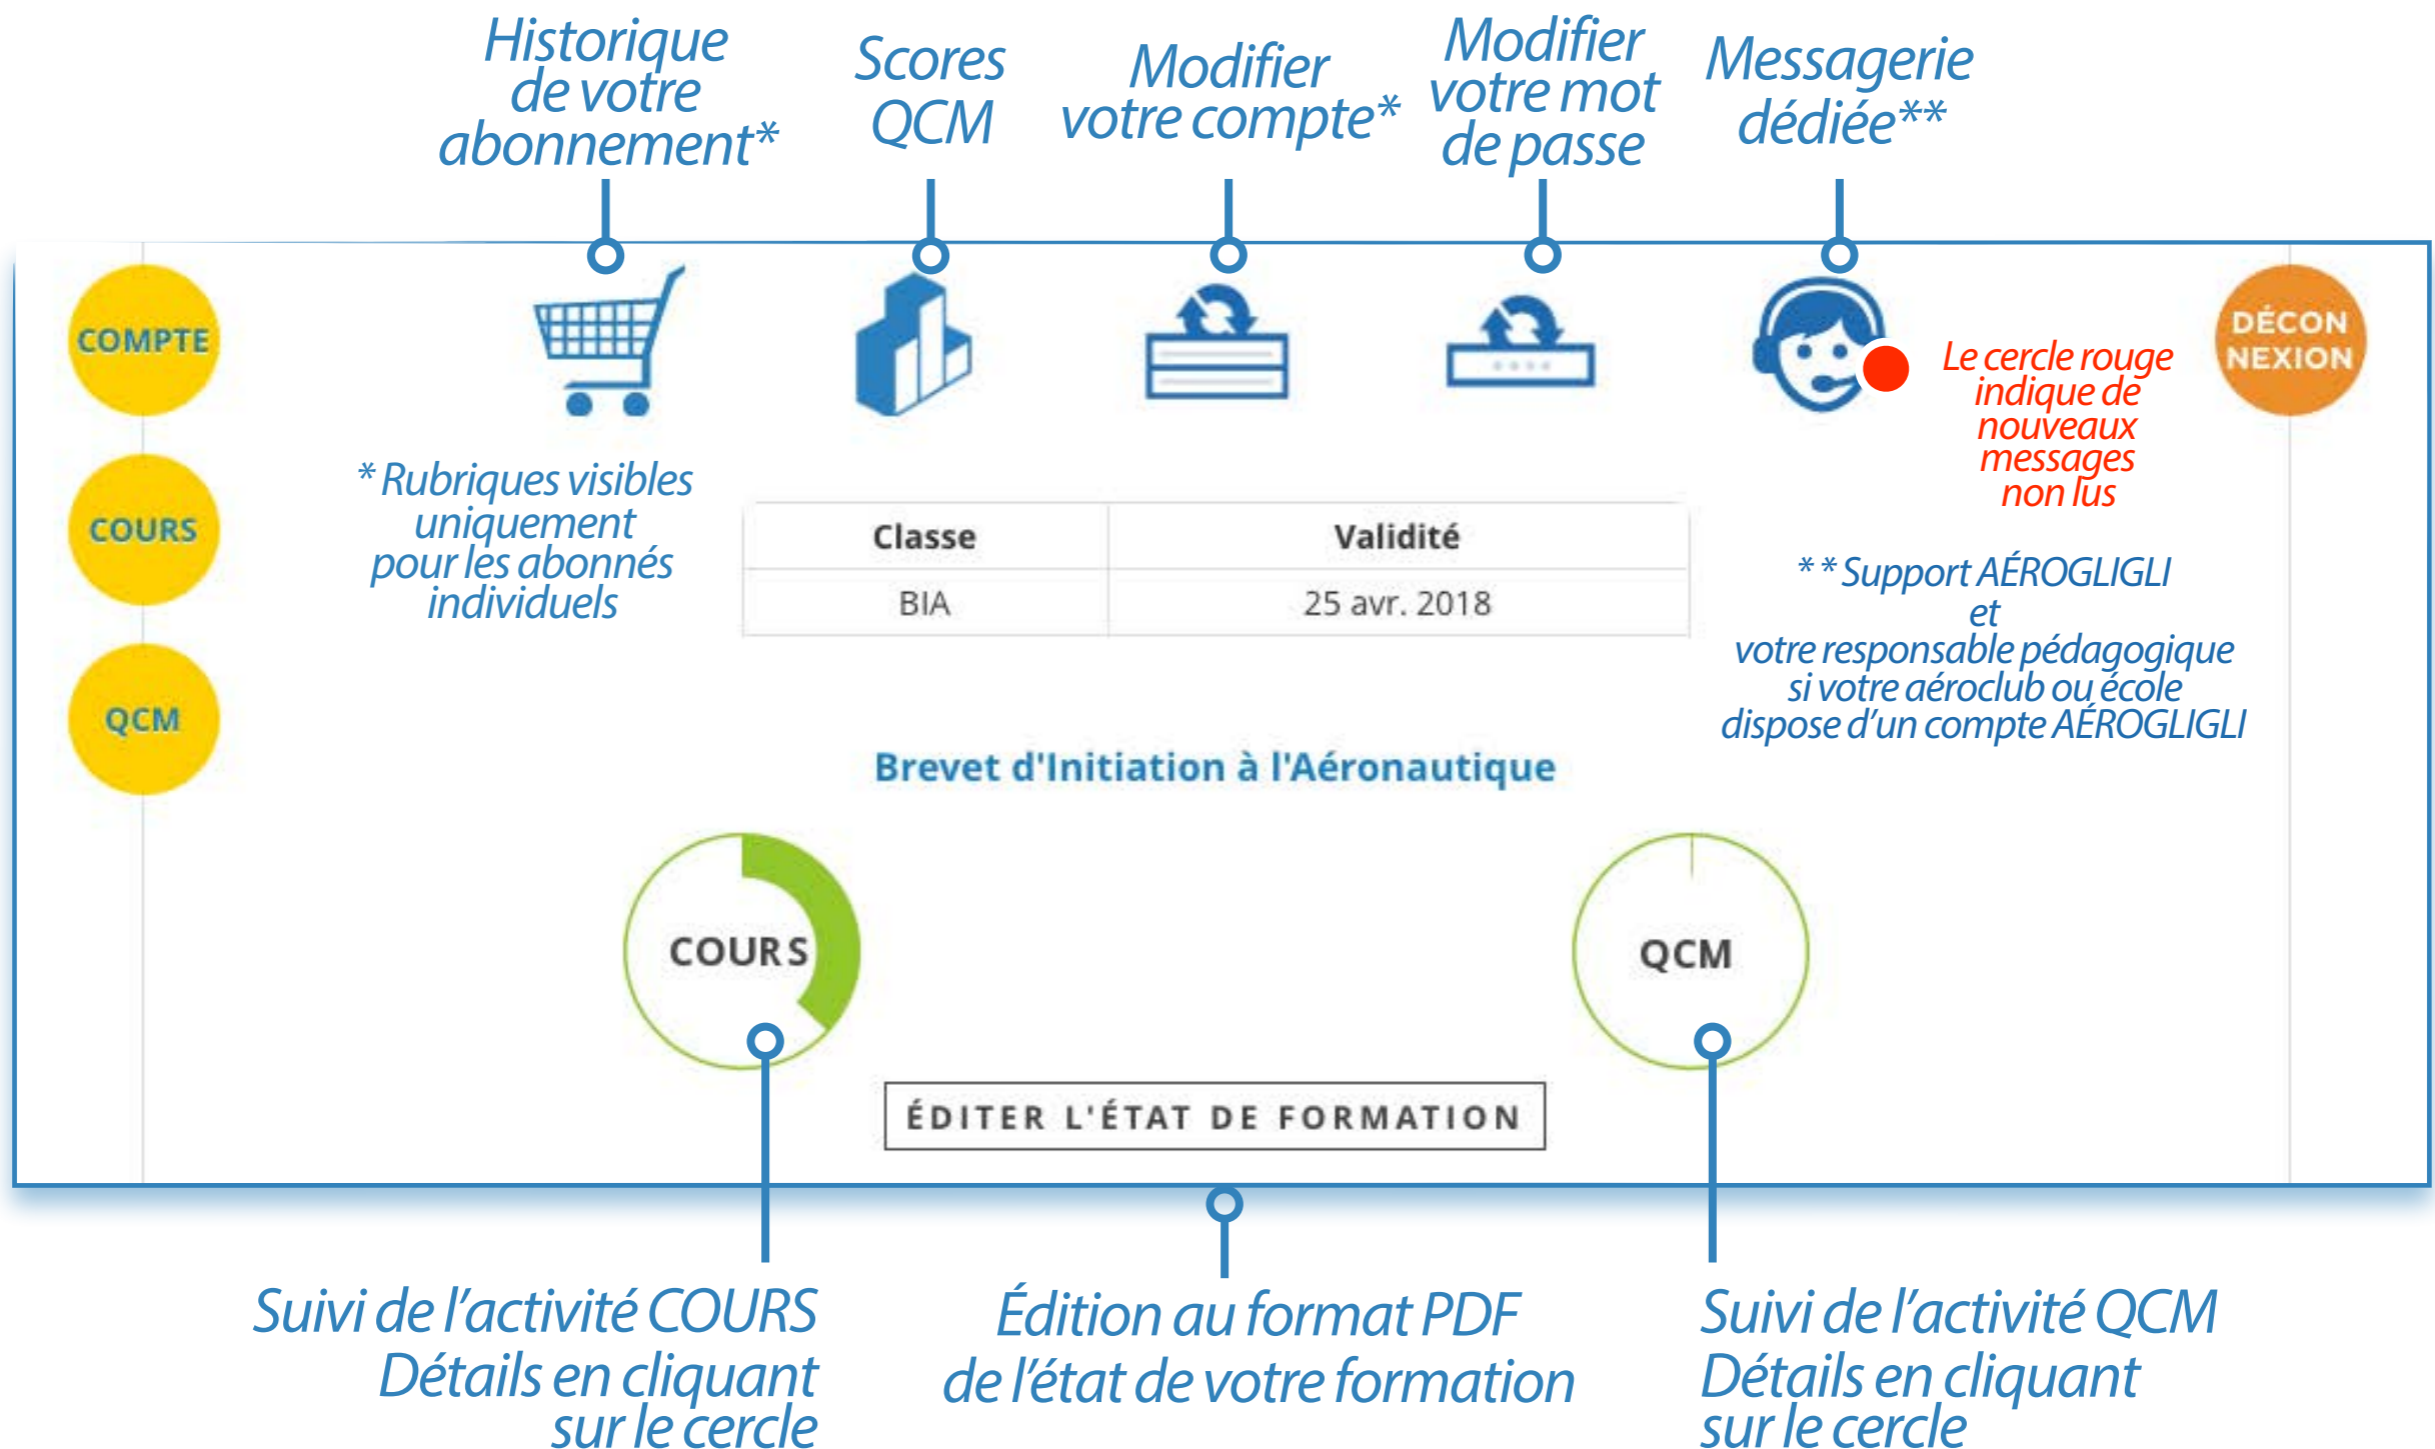 Historique
de votre
abonnement*
Scores
QCM
Modifier
votre compte*
Modifier
votre mot
de passe
Messagerie
dédiée**
COMPTE
COURS
QCM
DÉCON
NEXION
Le cercle rouge
indique de
nouveaux
messages
non lus
* Rubriques visibles
uniquement
pour les abonnés
individuels
Classe Validité
BIA 25 avr. 2018
** Support AÉROGLIGLI
et
votre responsable pédagogique
si votre aéroclub ou école
dispose d'un compte AÉROGLIGLI
Brevet d'Initiation à l'Aéronautique
COURS
QCM
ÉDITER L'ÉTAT DE FORMATION
Suivi de l'activité COURS
Détails en cliquant
sur le cercle
Édition au format PDF
de l'état de votre formation
Suivi de l'activité QCM
Détails en cliquant
sur le cercle